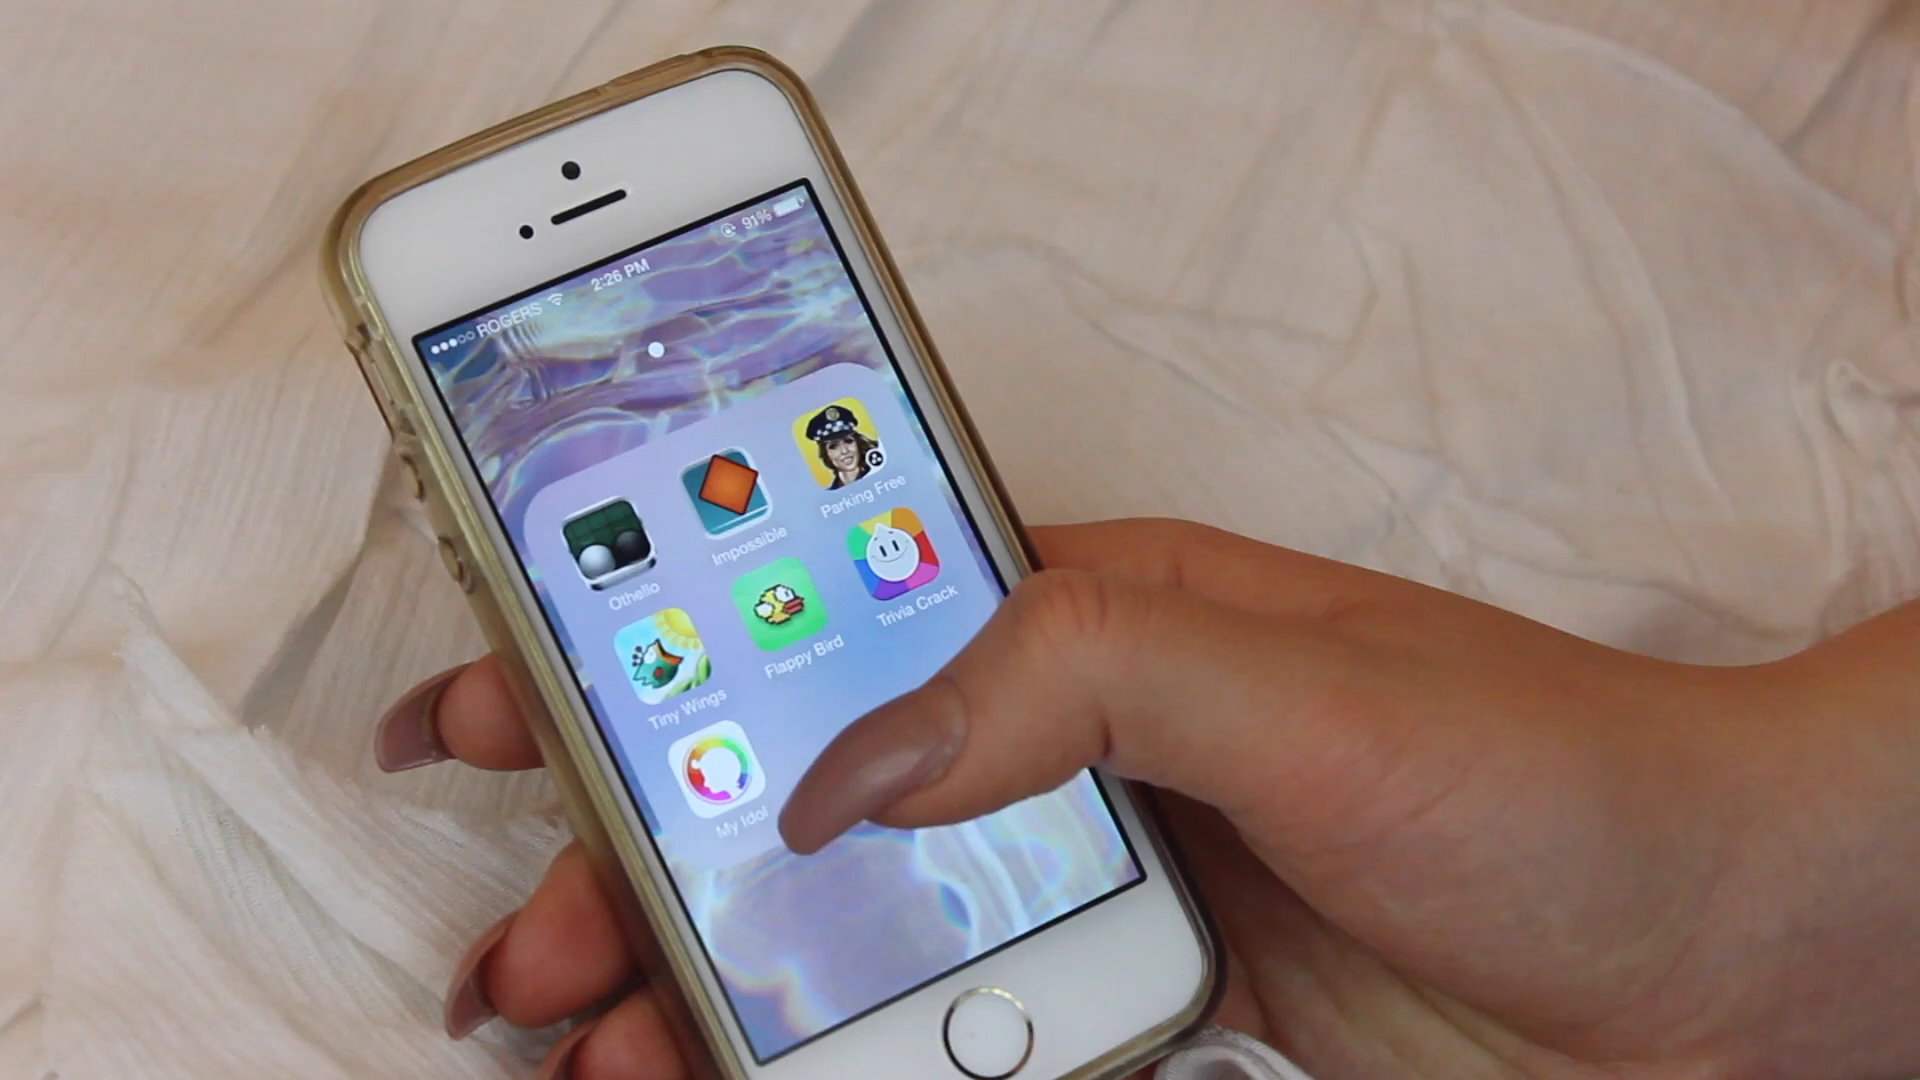 ROGERS 2:26 PM 91%
Othello Impossible Parking Free
Tiny Wings Flappy Bird Trivia Crack
My Idol